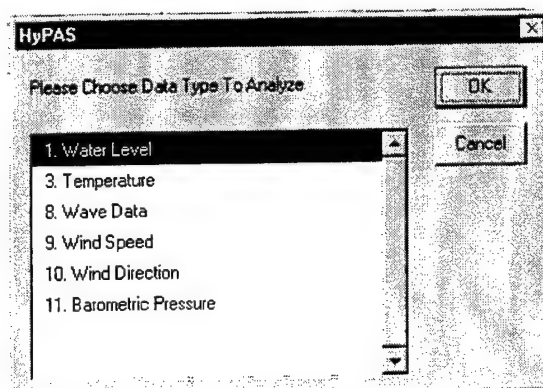 HyPAS
Please Choose Data Type To Analyze
OK
Cancel
1. Water Level
3. Temperature
8. Wave Data
9. Wind Speed
10. Wind Direction
11. Barometric Pressure